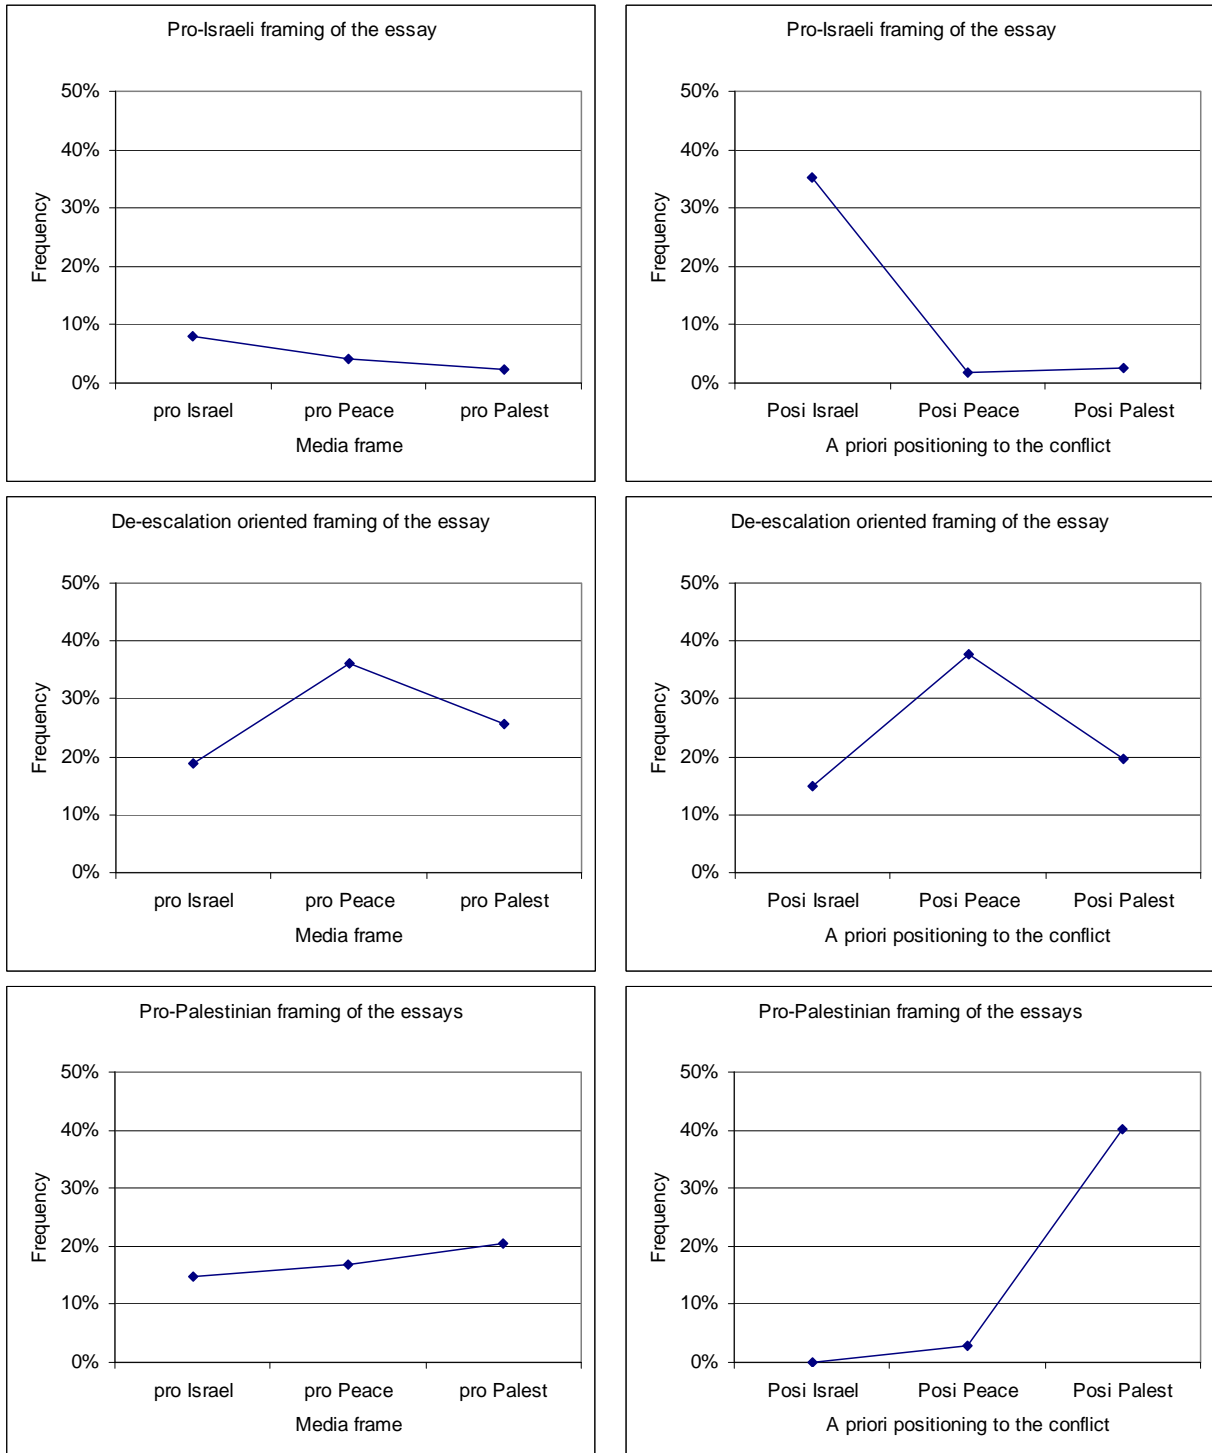 Pro-Israeli framing of the essay
50%
40%
30%
20%
10%
0%
Frequency
pro Israel pro Peace pro Palest
Media frame
Pro-Israeli framing of the essay
50%
40%
30%
20%
10%
0%
Frequency
Posi Israel Posi Peace Posi Palest
A priori positioning to the conflict
De-escalation oriented framing of the essay
50%
40%
30%
20%
10%
0%
Frequency
pro Israel pro Peace pro Palest
Media frame
De-escalation oriented framing of the essay
50%
40%
30%
20%
10%
0%
Frequency
Posi Israel Posi Peace Posi Palest
A priori positioning to the conflict
Pro-Palestinian framing of the essays
50%
40%
30%
20%
10%
0%
Frequency
pro Israel pro Peace pro Palest
Media frame
Pro-Palestinian framing of the essays
50%
40%
30%
20%
10%
0%
Frequency
Posi Israel Posi Peace Posi Palest
A priori positioning to the conflict